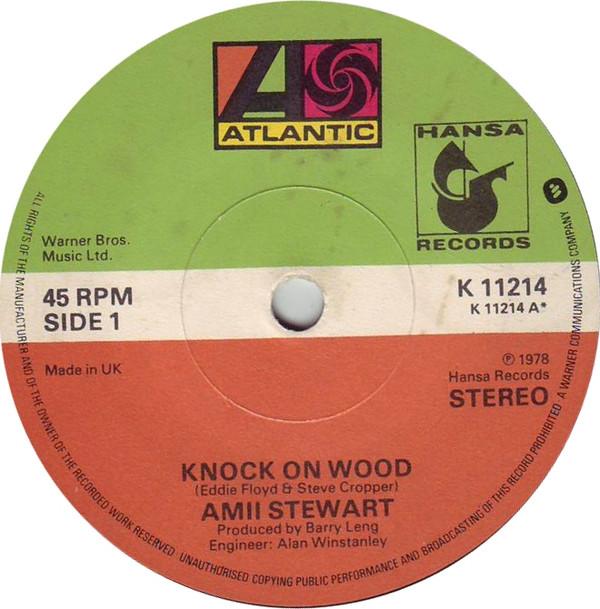 ATLANTIC
HANSA
RECORDS
Warner Bros.
Music Ltd.
45 RPM
SIDE 1
K 11214
K 11214 A*
Made in UK
℗ 1978
Hansa Records
STEREO
KNOCK ON WOOD
(Eddie Floyd & Steve Cropper)
AMII STEWART
Produced by Barry Leng
Engineer: Alan Winstanley
ALL RIGHTS OF THE MANUFACTURER AND OF THE OWNER OF THE RECORDED WORK RESERVED UNAUTHORISED COPYING PUBLIC PERFORMANCE AND BROADCASTING OF THIS RECORD PROHIBITED A WARNER COMMUNICATIONS COMPANY